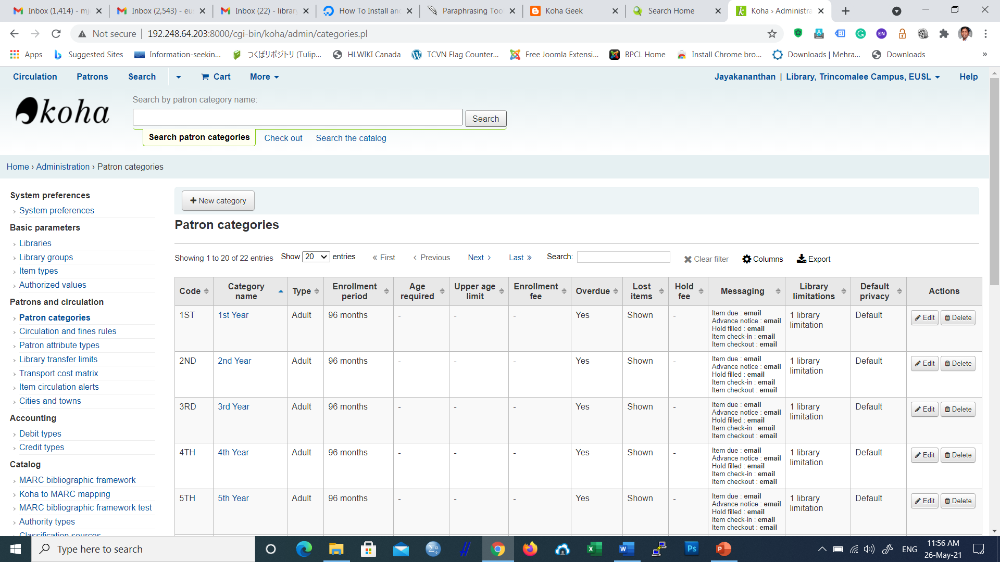 Inbox (1,414) - mj
Inbox (2,543) - eu
Inbox (22) - library
How To Install and
Paraphrasing Too
Koha Geek
Search Home
Koha › Administra
Not secure | 192.248.64.203:8000/cgi-bin/koha/admin/categories.pl
EN
Apps
Suggested Sites
Information-seekin...
つくばリポジトリ (Tulip...
HLWIKI Canada
TCVN Flag Counter...
Free Joomla Extensi...
BPCL Home
Install Chrome bro...
Downloads | Mehra...
Downloads
»
Circulation Patrons Search Cart More
Jayakananthan | Library, Trincomalee Campus, EUSL Help
koha
Search by patron category name:
Search
Search patron categories Check out Search the catalog
Home › Administration › Patron categories
System preferences
System preferences
Basic parameters
Libraries
Library groups
Item types
Authorized values
Patrons and circulation
Patron categories
Circulation and fines rules
Patron attribute types
Library transfer limits
Transport cost matrix
Item circulation alerts
Cities and towns
Accounting
Debit types
Credit types
Catalog
MARC bibliographic framework
Koha to MARC mapping
MARC bibliographic framework test
Authority types
Classification sources
+ New category
Patron categories
Showing 1 to 20 of 22 entries Show 20 entries « First ‹ Previous Next › Last » Search: Clear filter Columns Export
Code
Category name
Type
Enrollment period
Age required
Upper age limit
Enrollment fee
Overdue
Lost items
Hold fee
Messaging
Library limitations
Default privacy
Actions
1ST 1st Year Adult 96 months - - - Yes Shown -
Item due : email
Advance notice : email
Hold filled : email
Item check-in : email
Item checkout : email
1 library limitation
Default
Edit Delete
2ND 2nd Year Adult 96 months - - - Yes Shown -
Item due : email
Advance notice : email
Hold filled : email
Item check-in : email
Item checkout : email
1 library limitation
Default
Edit Delete
3RD 3rd Year Adult 96 months - - - Yes Shown -
Item due : email
Advance notice : email
Hold filled : email
Item check-in : email
Item checkout : email
1 library limitation
Default
Edit Delete
4TH 4th Year Adult 96 months - - - Yes Shown -
Item due : email
Advance notice : email
Hold filled : email
Item check-in : email
Item checkout : email
1 library limitation
Default
Edit Delete
5TH 5th Year Adult 96 months - - - Yes Shown -
Item due : email
Advance notice : email
Hold filled : email
Item check-in : email
Item checkout : email
1 library limitation
Default
Edit Delete
Type here to search
ENG
11:56 AM
26-May-21